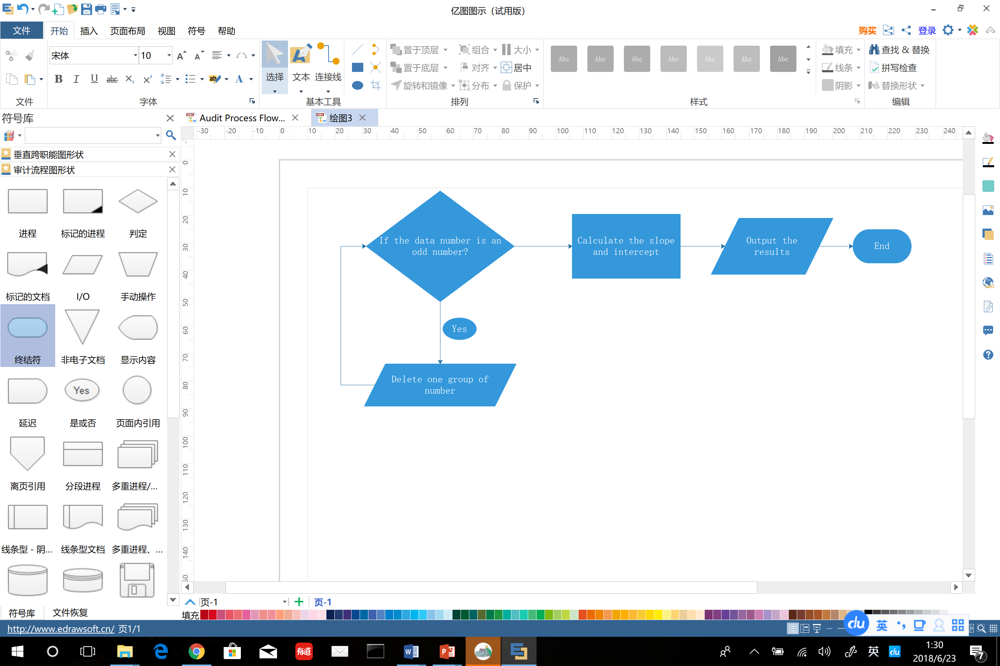 亿图图示（试用版）
文件
开始
插入
页面布局
视图
符号
帮助
购买
登录
宋体
10
选择
文本
连接线
置于顶层
组合
大小
置于底层
对齐
居中
旋转和镜像
分布
保护
Abc
Abc
Abc
Abc
Abc
Abc
Abc
填充
线条
阴影
查找 & 替换
拼写检查
替换形状
文件
字体
基本工具
排列
样式
编辑
符号库
Audit Process Flow...
绘图3
-30 -20 -10 0 10 20 30 40 50 60 70 80 90 100 110 120 130 140 150 160 170 180 190 200 210 220 230 240
垂直跨职能图形状
审计流程图形状
进程
标记的进程
判定
标记的文档
I/O
手动操作
终结符
非电子文档
显示内容
Yes
延迟
是或否
页面内引用
离页引用
分段进程
多重进程/...
线条型 - 阴...
线条型文档
多重进程、...
0
10
20
30
40
50
60
70
80
90
100
110
120
130
140
If the data number is an
odd number?
Calculate the slope
and intercept
Output the
results
End
Yes
Delete one group of
number
页-1
页-1
符号库
文件恢复
填充
http://www.edrawsoft.cn/ 页1/1
du
英
有道
英
du
1:30
2018/6/23
7